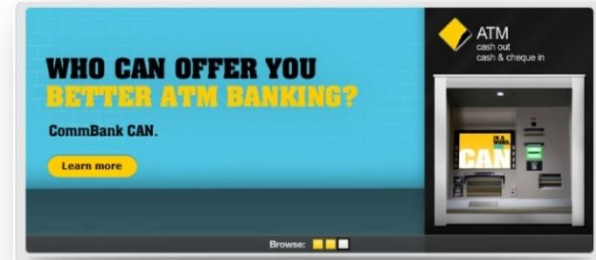 WHO CAN OFFER YOU
BETTER ATM BANKING?
CommBank CAN.
Learn more
ATM
cash out
cash & cheque in
CAN
Browse: